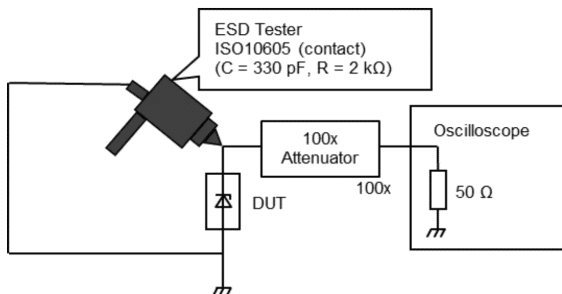 ESD Tester
ISO10605 (contact)
(C = 330 pF, R = 2 kΩ)
100x
Attenuator
100x
Oscilloscope
50 Ω
DUT